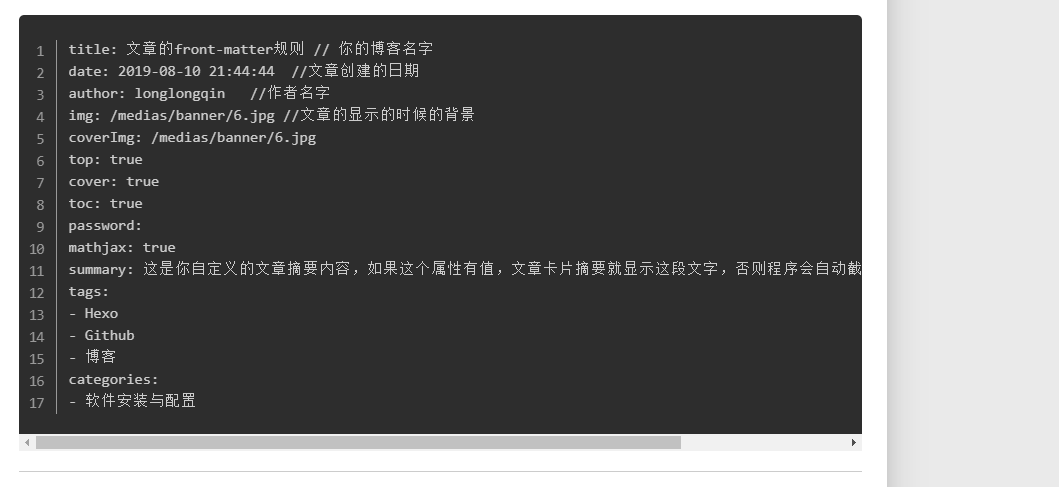 1 title: 文章的front-matter规则 // 你的博客名字
2 date: 2019-08-10 21:44:44  //文章创建的日期
3 author: longlongqin   //作者名字
4 img: /medias/banner/6.jpg //文章的显示的时候的背景
5 coverImg: /medias/banner/6.jpg
6 top: true
7 cover: true
8 toc: true
9 password:
10 mathjax: true
11 summary: 这是你自定义的文章摘要内容，如果这个属性有值，文章卡片摘要就显示这段文字，否则程序会自动截
12 tags:
13 - Hexo
14 - Github
15 - 博客
16 categories:
17 - 软件安装与配置